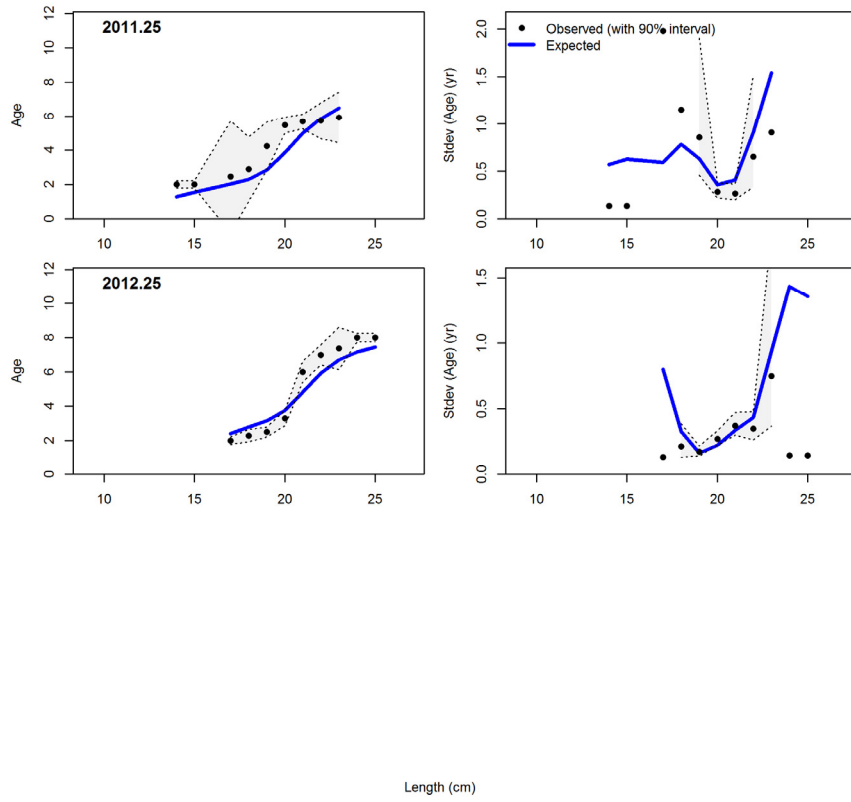 2011.25
Age
0 2 4 6 8 10 12
10 15 20 25
Observed (with 90% interval)
Expected
Stdev (Age) (yr)
0.0 0.5 1.0 1.5 2.0
10 15 20 25
2012.25
Age
0 2 4 6 8 10 12
10 15 20 25
Stdev (Age) (yr)
0.0 0.5 1.0 1.5
10 15 20 25
Length (cm)